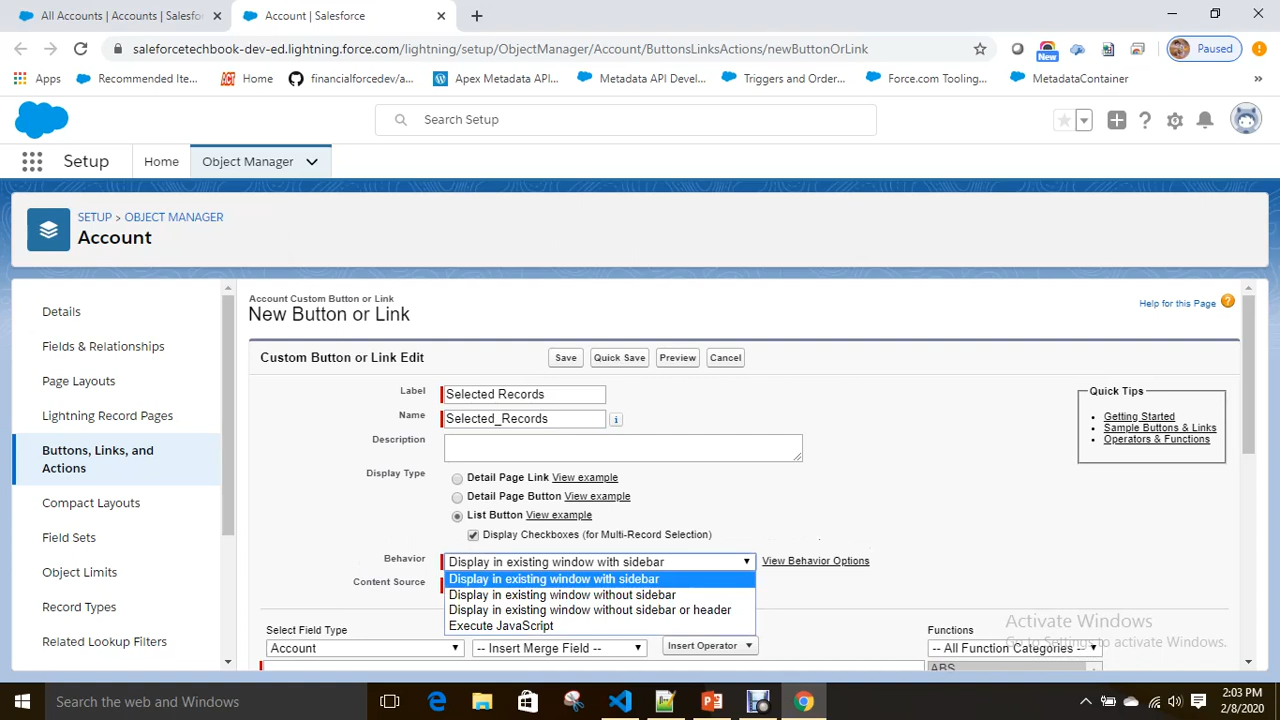 All Accounts | Accounts | Salesfo
Account | Salesforce
saleforcetechbook-dev-ed.lightning.force.com/lightning/setup/ObjectManager/Account/ButtonsLinksActions/newButtonOrLink
New
Paused
Apps
Recommended Ite...
Home
financialforcedev/a...
Apex Metadata API...
Metadata API Devel...
Triggers and Order...
Force.com Tooling...
MetadataContainer
Search Setup
Setup
Home
Object Manager
SETUP > OBJECT MANAGER
Account
Details
Fields & Relationships
Page Layouts
Lightning Record Pages
Buttons, Links, and
Actions
Compact Layouts
Field Sets
Object Limits
Record Types
Related Lookup Filters
Account Custom Button or Link
New Button or Link
Help for this Page
Custom Button or Link Edit
Save
Quick Save
Preview
Cancel
Label
Selected Records
Name
Selected_Records
Description
Display Type
Detail Page Link View example
Detail Page Button View example
List Button View example
Display Checkboxes (for Multi-Record Selection)
Quick Tips
Getting Started
Sample Buttons & Links
Operators & Functions
Behavior
Display in existing window with sidebar
View Behavior Options
Display in existing window with sidebar
Display in existing window without sidebar
Display in existing window without sidebar or header
Execute JavaScript
Content Source
Select Field Type
Account
-- Insert Merge Field --
Insert Operator
Functions
-- All Function Categories --
ABS
Activate Windows
Go to Settings to activate Windows.
Search the web and Windows
2:03 PM
2/8/2020